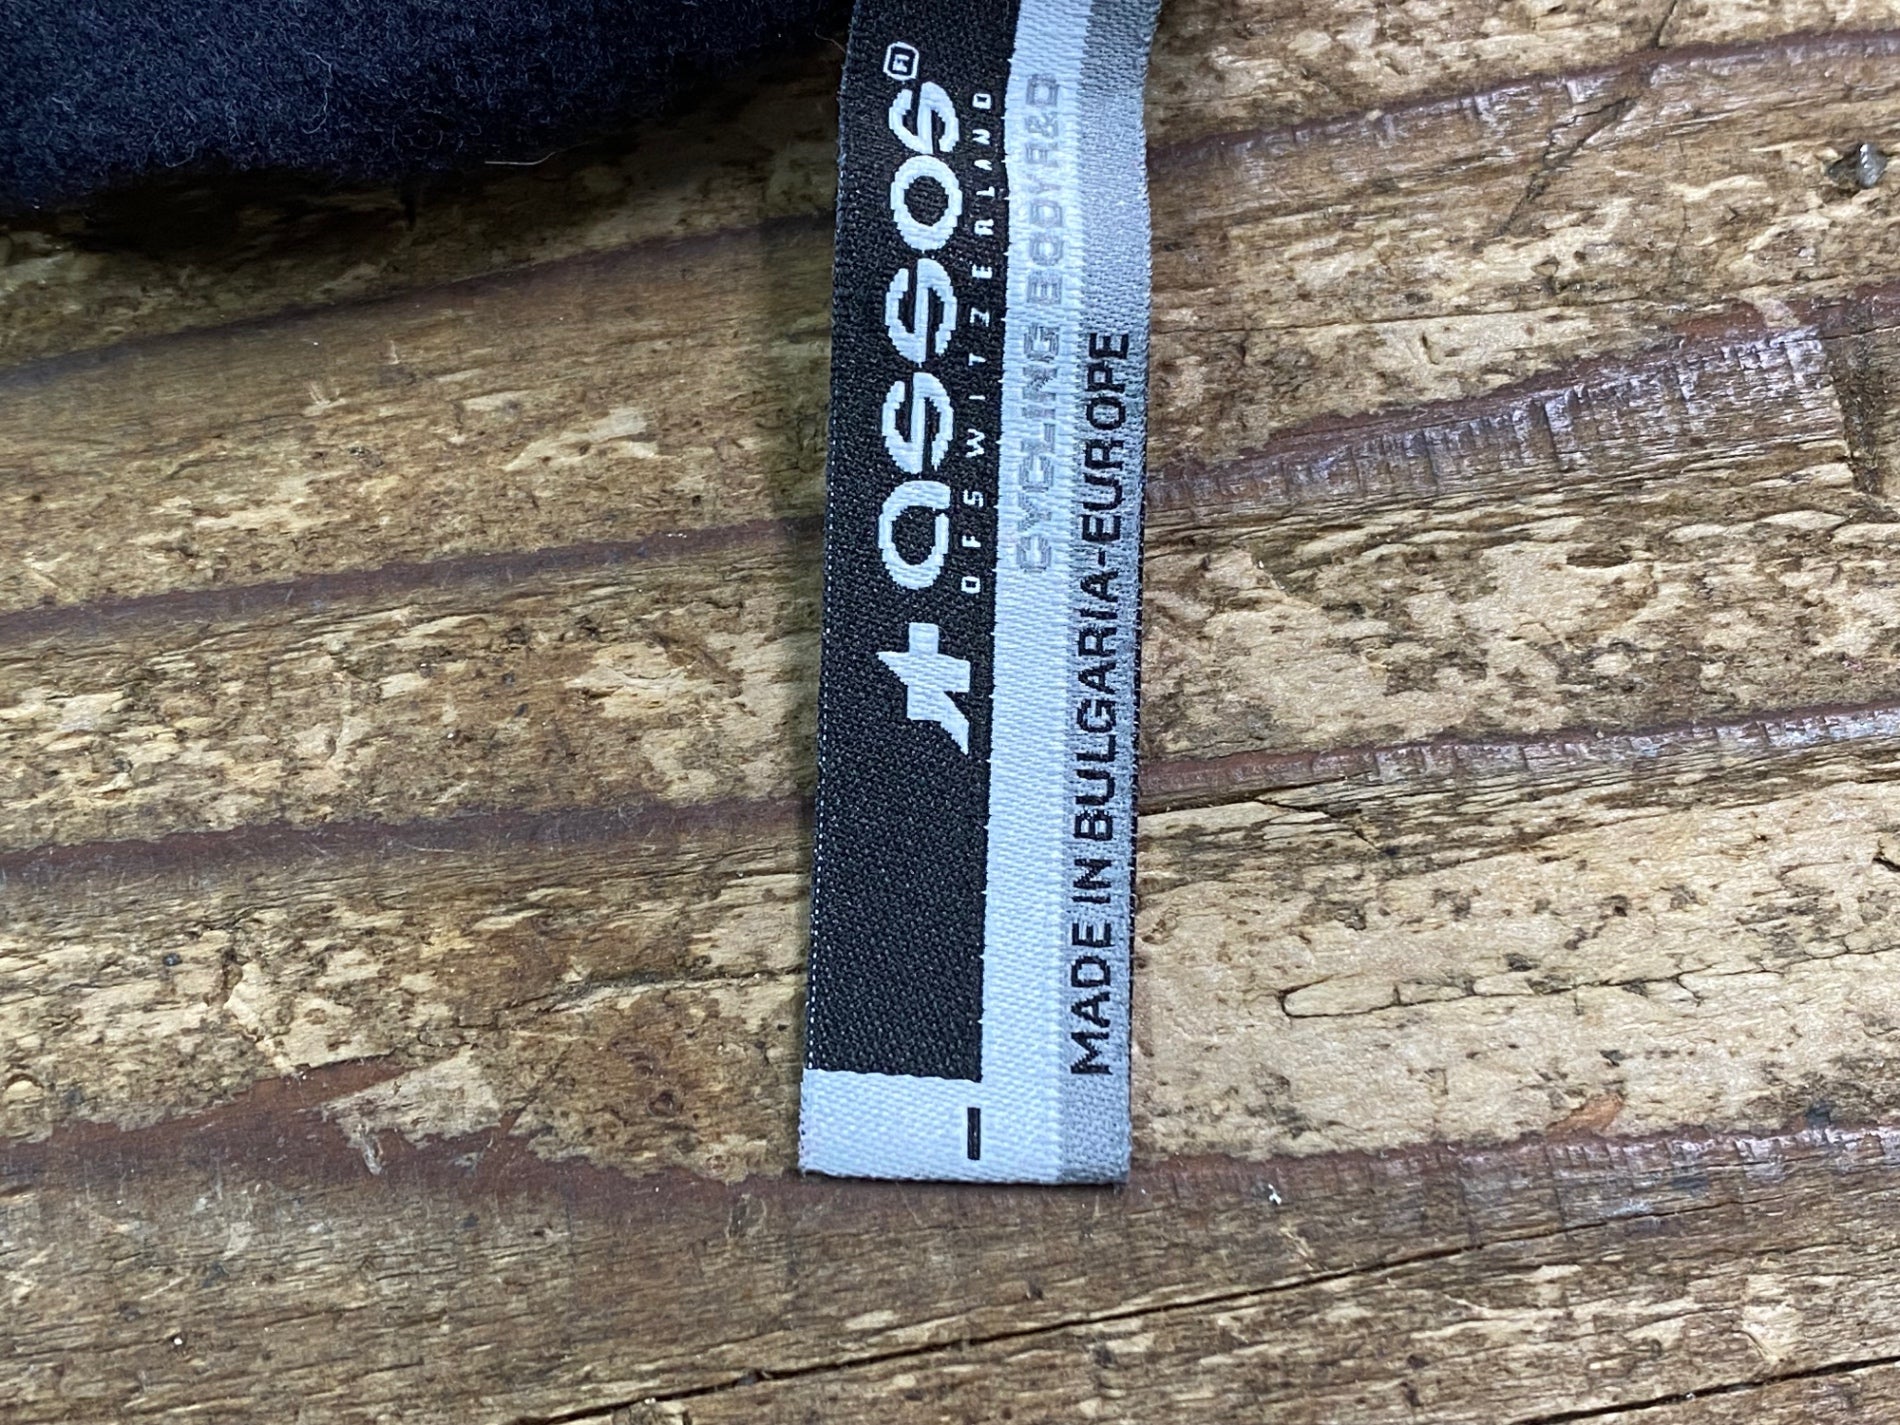 assos
OF SWITZERLAND
CYCLING BODY R&D
MADE IN BULGARIA-EUROPE